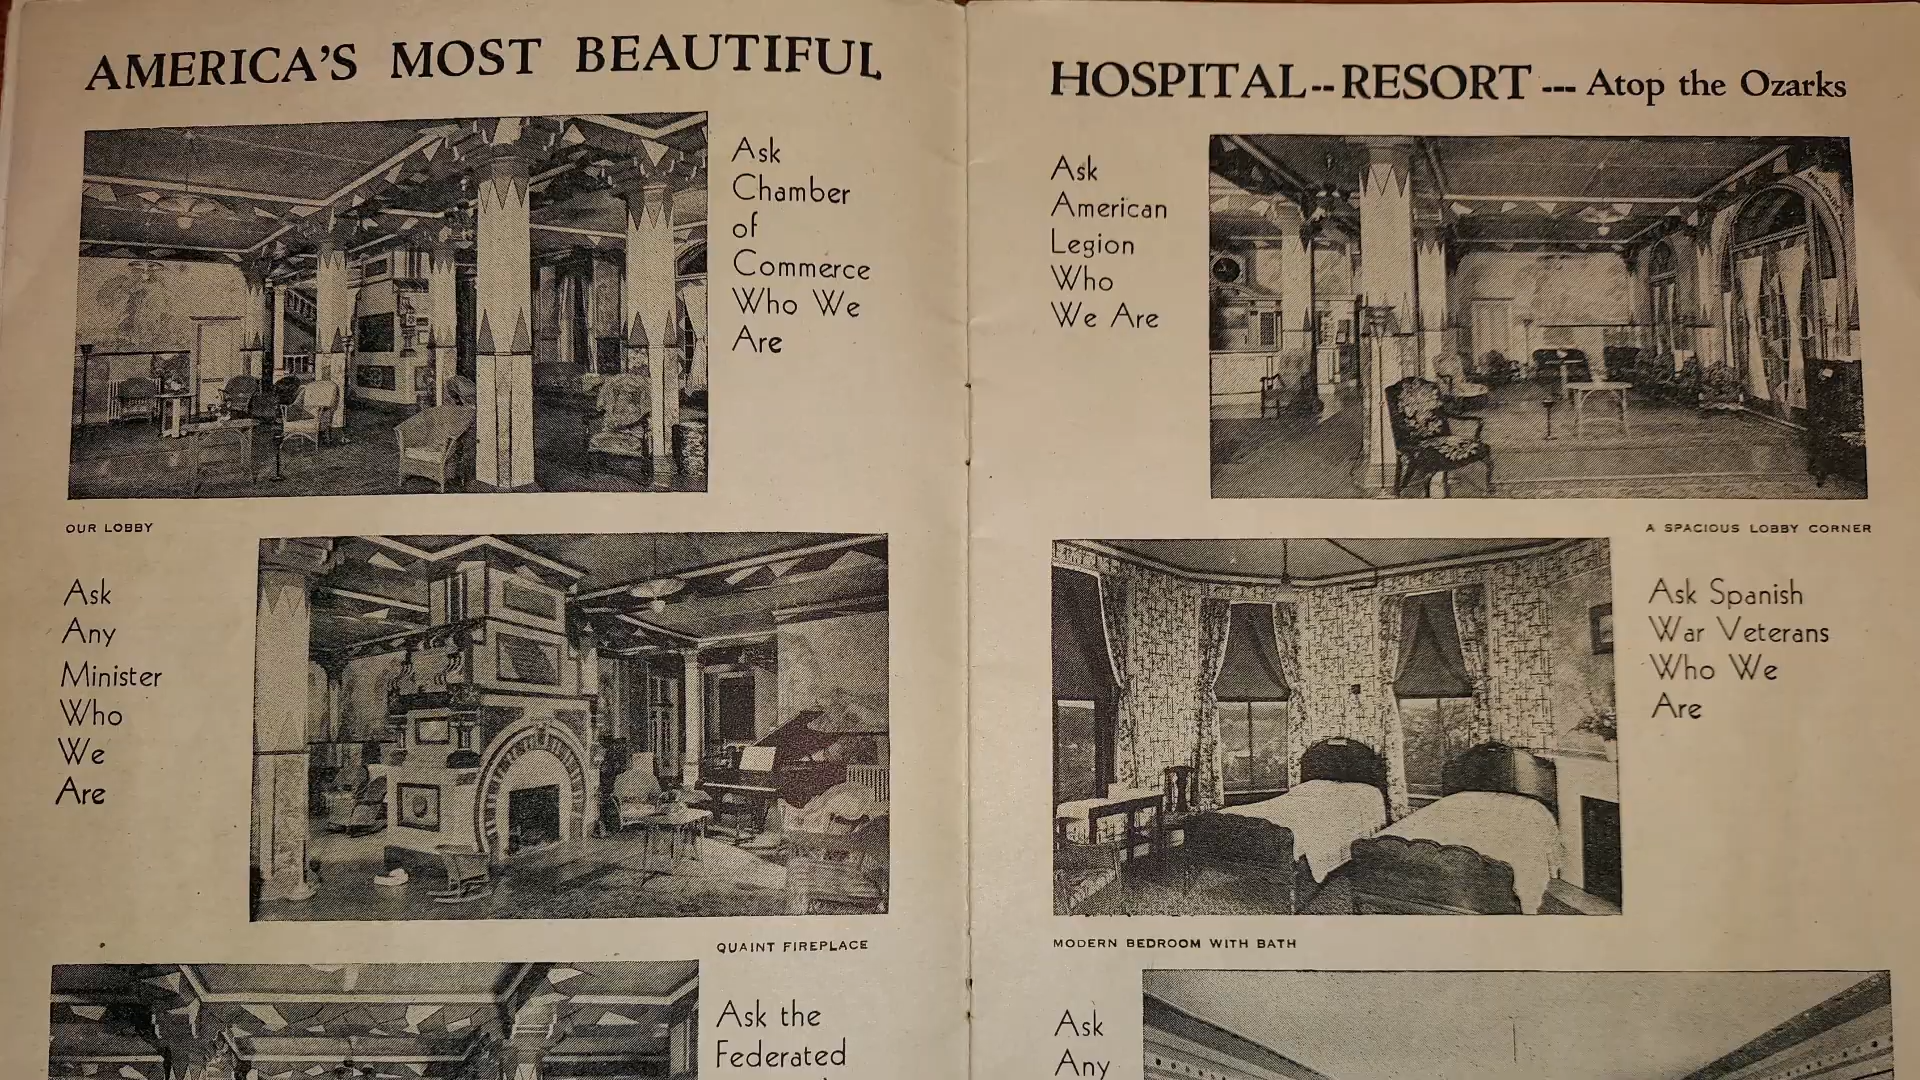 AMERICA'S MOST BEAUTIFUL
Ask
Chamber
of
Commerce
Who We
Are
OUR LOBBY
Ask
Any
Minister
Who
We
Are
QUAINT FIREPLACE
Ask the
Federated
HOSPITAL--RESORT --- Atop the Ozarks
Ask
American
Legion
Who
We Are
A SPACIOUS LOBBY CORNER
Ask Spanish
War Veterans
Who We
Are
MODERN BEDROOM WITH BATH
Ask
Any